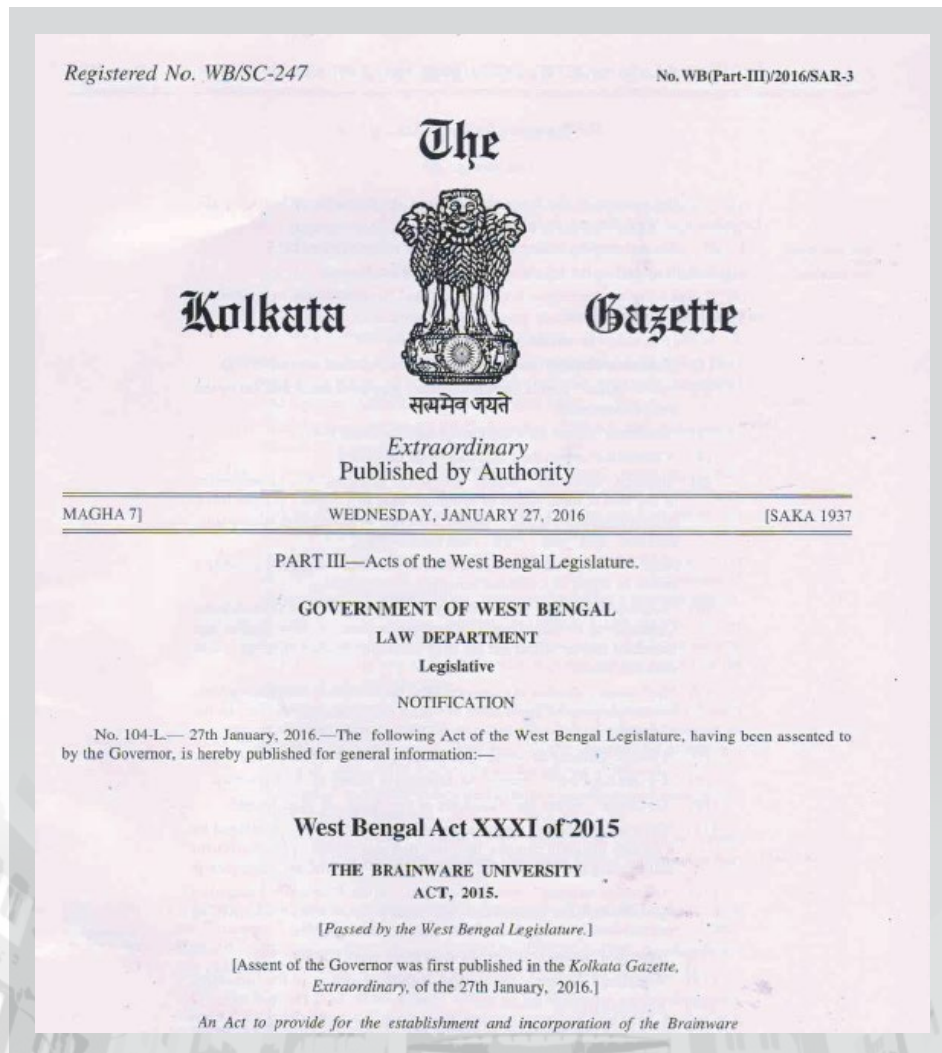 Registered No. WB/SC-247
No. WB(Part-III)/2016/SAR-3
The
Kolkata Gazette
सत्यमेव जयते
Extraordinary
Published by Authority
MAGHA 7] WEDNESDAY, JANUARY 27, 2016 [SAKA 1937
PART III—Acts of the West Bengal Legislature.
GOVERNMENT OF WEST BENGAL
LAW DEPARTMENT
Legislative
NOTIFICATION
No. 104-L.— 27th January, 2016.—The following Act of the West Bengal Legislature, having been assented to
by the Governor, is hereby published for general information:—
West Bengal Act XXXI of 2015
THE BRAINWARE UNIVERSITY
ACT, 2015.
[Passed by the West Bengal Legislature.]
[Assent of the Governor was first published in the Kolkata Gazette,
Extraordinary, of the 27th January, 2016.]
An Act to provide for the establishment and incorporation of the Brainware